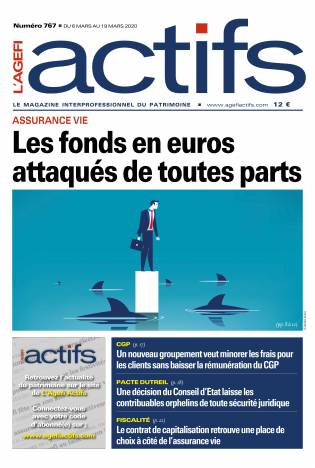 Numéro 767 ■ DU 6 MARS AU 19 MARS 2020
L'AGEFI
actifs
LE MAGAZINE INTERPROFESSIONNEL DU PATRIMOINE ■ www.agefiactifs.com 12 €
ASSURANCE VIE
Les fonds en euros
attaqués de toutes parts
actifs
Retrouvez l'actualité
du patrimoine sur le site
de L'Agefi Actifs
Connectez-vous
avec votre code
d'abonné(e) sur :
www.agefiactifs.com
CGP
Un nouveau groupement veut minorer les frais pour
les clients sans baisser la rémunération du CGP
PACTE DUTREIL
Une décision du Conseil d'Etat laisse les
contribuables orphelins de toute sécurité juridique
FISCALITÉ
Le contrat de capitalisation retrouve une place de
choix à côté de l'assurance vie